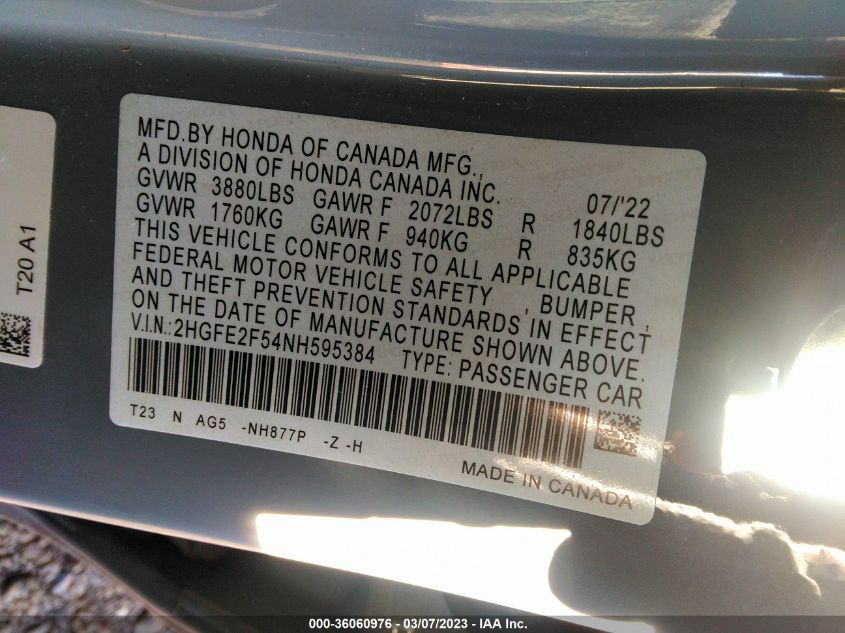 MFD.BY HONDA OF CANADA MFG.,
A DIVISION OF HONDA CANADA INC.
GVWR 3880LBS GAWR F 2072LBS R 1840LBS 07/'22
GVWR 1760KG GAWR F 940KG R 835KG
THIS VEHICLE CONFORMS TO ALL APPLICABLE
FEDERAL MOTOR VEHICLE SAFETY , BUMPER ,
AND THEFT PREVENTION STANDARDS IN EFFECT
ON THE DATE OF MANUFACTURE SHOWN ABOVE.
V.I.N.:2HGFE2F54NH595384 TYPE: PASSENGER CAR
T23 N AG5 -NH877P -Z -H
MADE IN CANADA
T20 A1
000-36060976 - 03/07/2023 - IAA Inc.